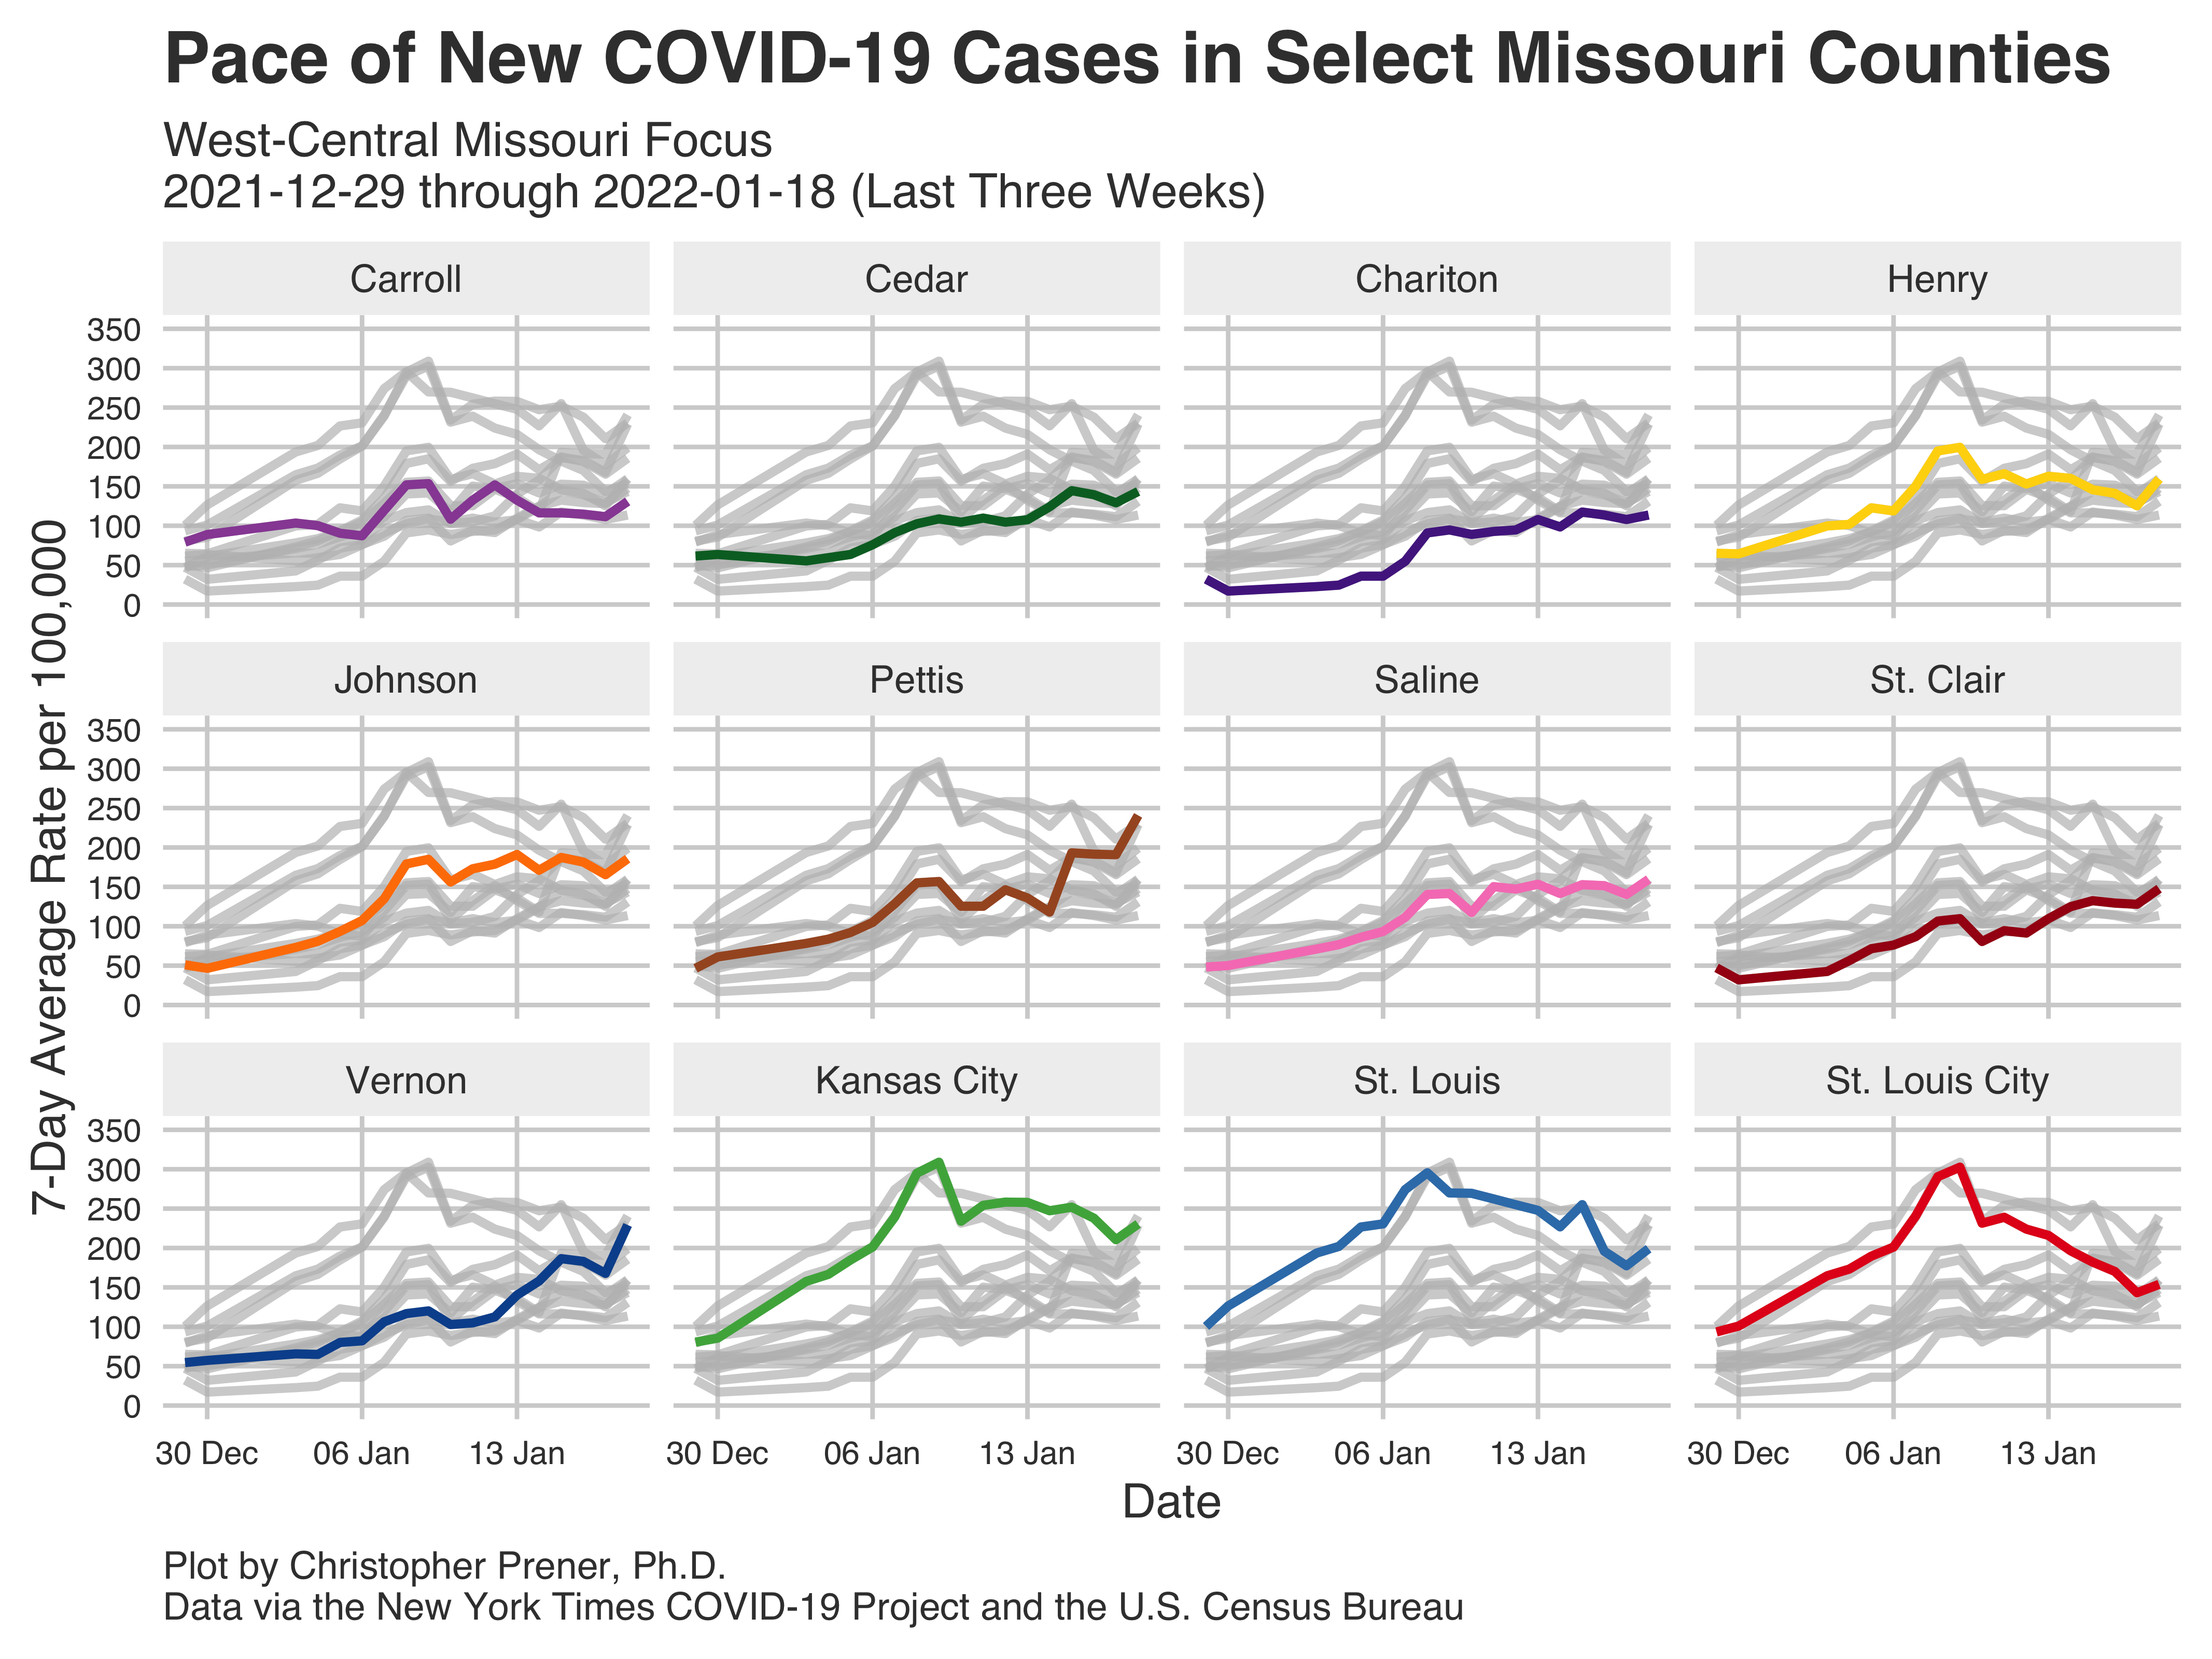 Pace of New COVID-19 Cases in Select Missouri Counties
West-Central Missouri Focus
2021-12-29 through 2022-01-18 (Last Three Weeks)
Carroll
Cedar
Chariton
Henry
350
300
250
200
150
100
50
0
Johnson
Pettis
Saline
St. Clair
350
300
250
200
150
100
50
0
Vernon
Kansas City
St. Louis
St. Louis City
350
300
250
200
150
100
50
0
7-Day Average Rate per 100,000
30 Dec
06 Jan
13 Jan
30 Dec
06 Jan
13 Jan
30 Dec
06 Jan
13 Jan
30 Dec
06 Jan
13 Jan
Date
Plot by Christopher Prener, Ph.D.
Data via the New York Times COVID-19 Project and the U.S. Census Bureau